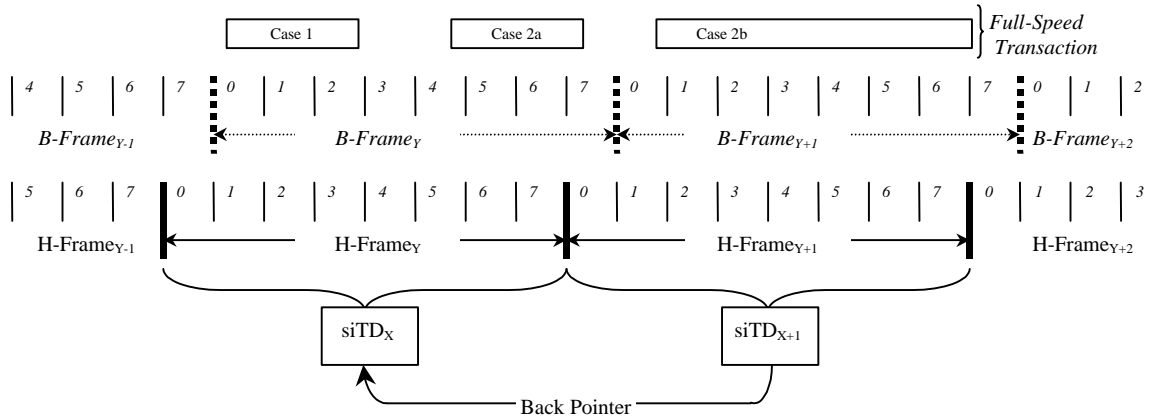 Case 1 Case 2a Case 2b Full-Speed
Transaction
4 5 6 7 0 1 2 3 4 5 6 7 0 1 2 3 4 5 6 7 0 1 2
B-FrameY-1 B-FrameY B-FrameY+1 B-FrameY+2
5 6 7 0 1 2 3 4 5 6 7 0 1 2 3 4 5 6 7 0 1 2 3
H-FrameY-1 H-FrameY H-FrameY+1 H-FrameY+2
siTDX siTDX+1
Back Pointer